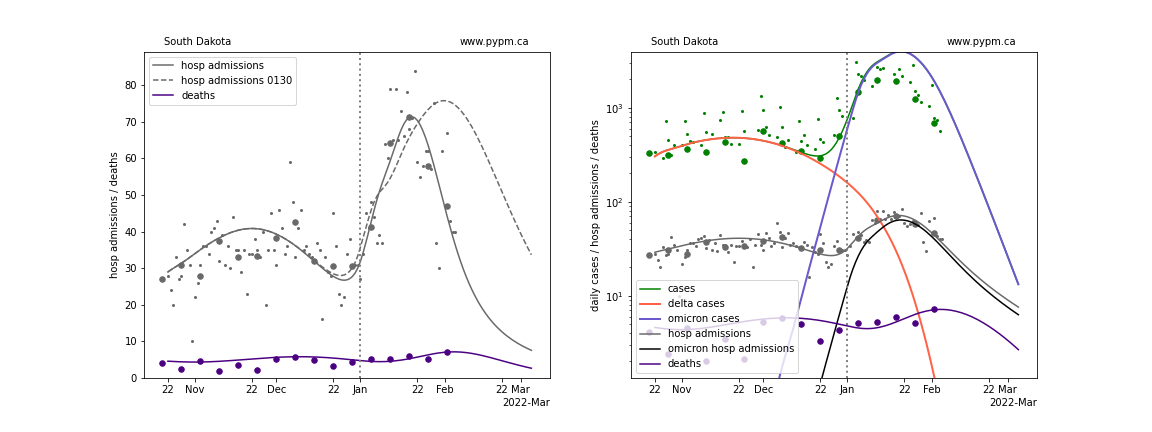 South Dakota
www.pypm.ca
hosp admissions
hosp admissions 0130
deaths
hosp admissions / deaths
80
70
60
50
40
30
20
10
0
22
Nov
22
Dec
22
Jan
22
Feb
22
Mar
2022-Mar
South Dakota
www.pypm.ca
cases
delta cases
omicron cases
hosp admissions
omicron hosp admissions
deaths
daily cases / hosp admissions / deaths
10³
10²
10¹
22
Nov
22
Dec
22
Jan
22
Feb
22
Mar
2022-Mar